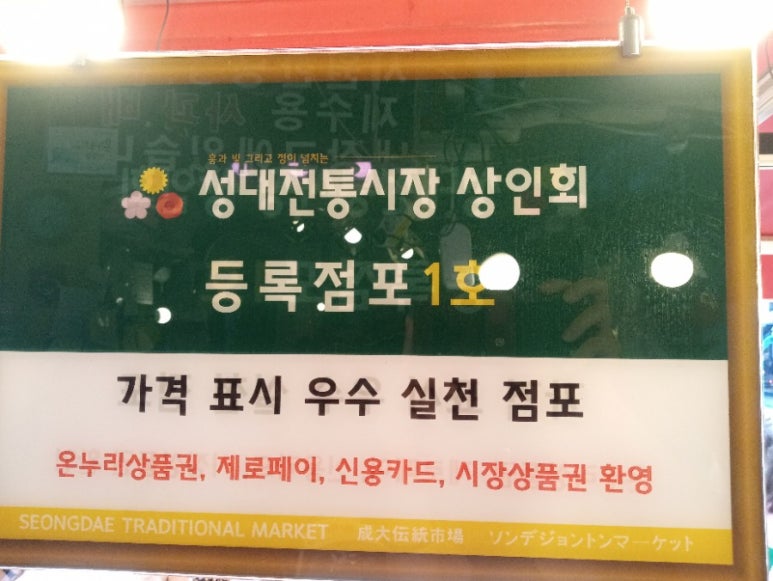 흥과 빛 그리고 정이 넘치는
성대전통시장 상인회
등록점포 1호
가격 표시 우수 실천 점포
온누리상품권, 제로페이, 신용카드, 시장상품권 환영
SEONGDAE TRADITIONAL MARKET 成大伝統市場 ソンデジョントンマーケット